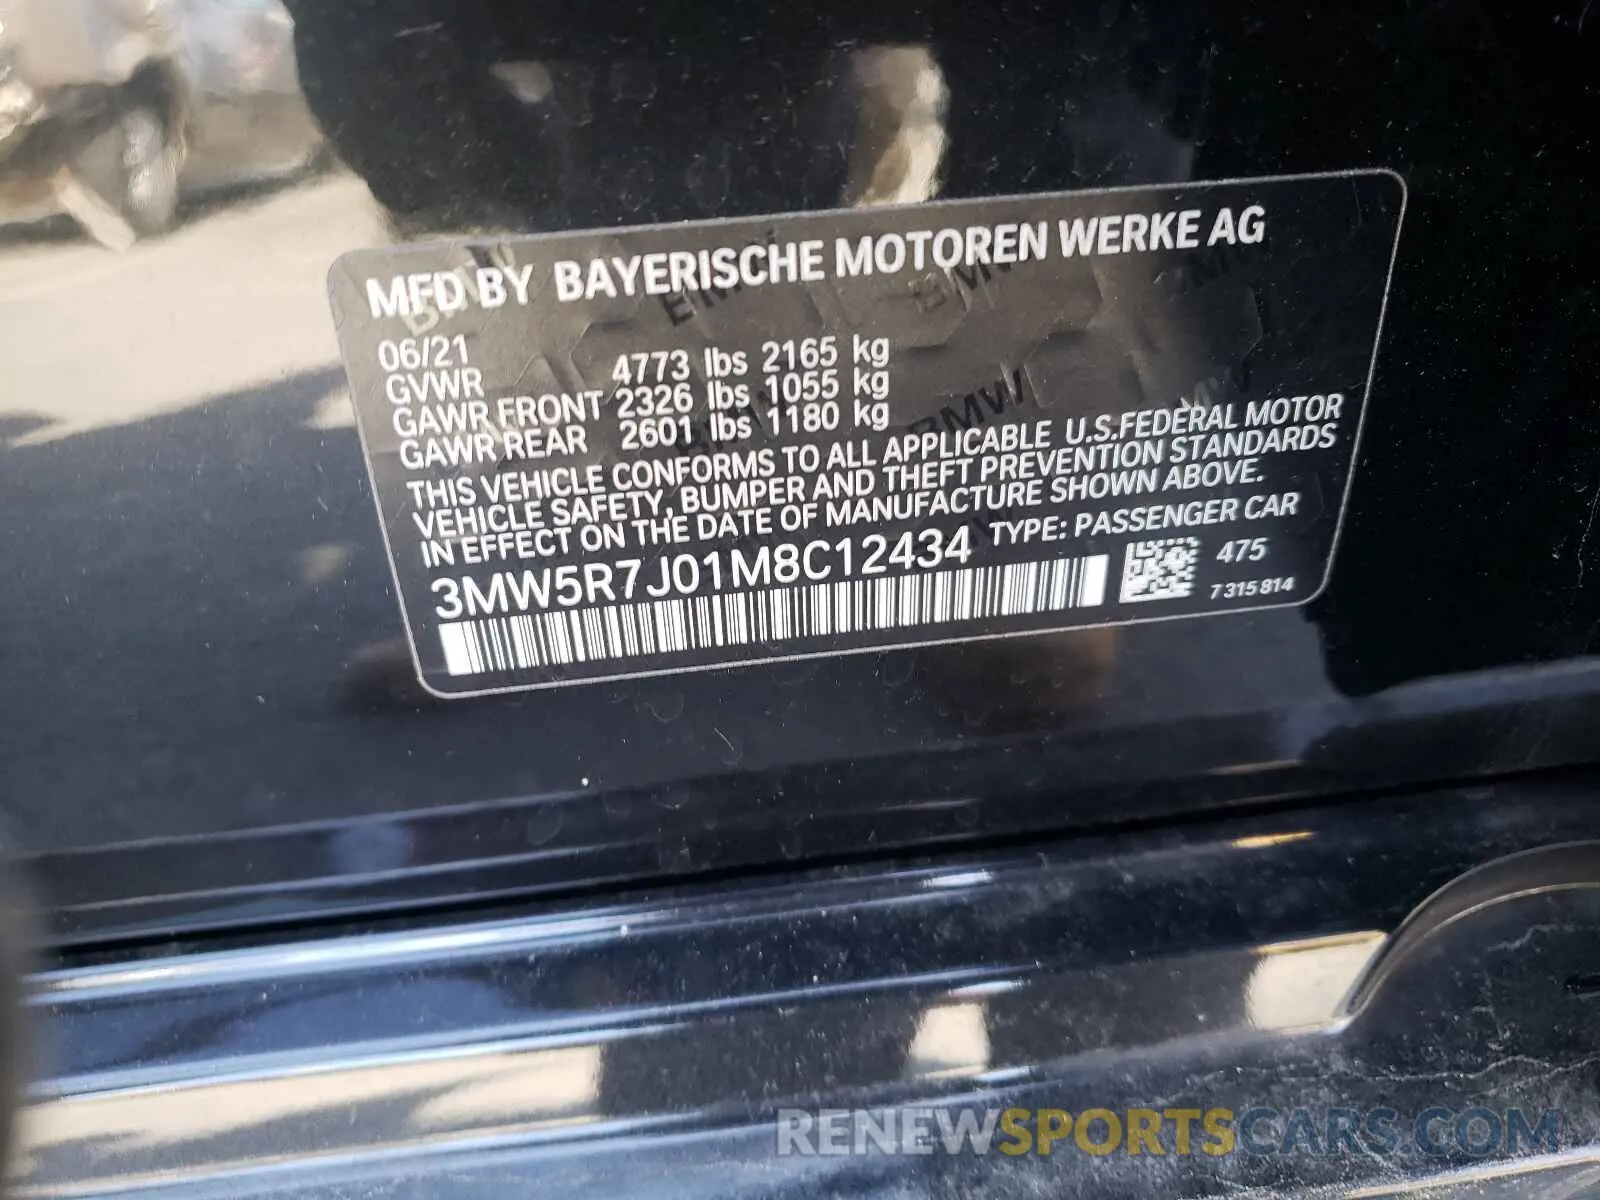 MFD BY BAYERISCHE MOTOREN WERKE AG
06/21
GVWR 4773 lbs 2165 kg
GAWR FRONT 2326 lbs 1055 kg
GAWR REAR 2601 lbs 1180 kg
THIS VEHICLE CONFORMS TO ALL APPLICABLE U.S.FEDERAL MOTOR
VEHICLE SAFETY, BUMPER AND THEFT PREVENTION STANDARDS
IN EFFECT ON THE DATE OF MANUFACTURE SHOWN ABOVE.
3MW5R7J01M8C12434 TYPE: PASSENGER CAR
475
7 315 814
RENEWSPORTSCARS.COM